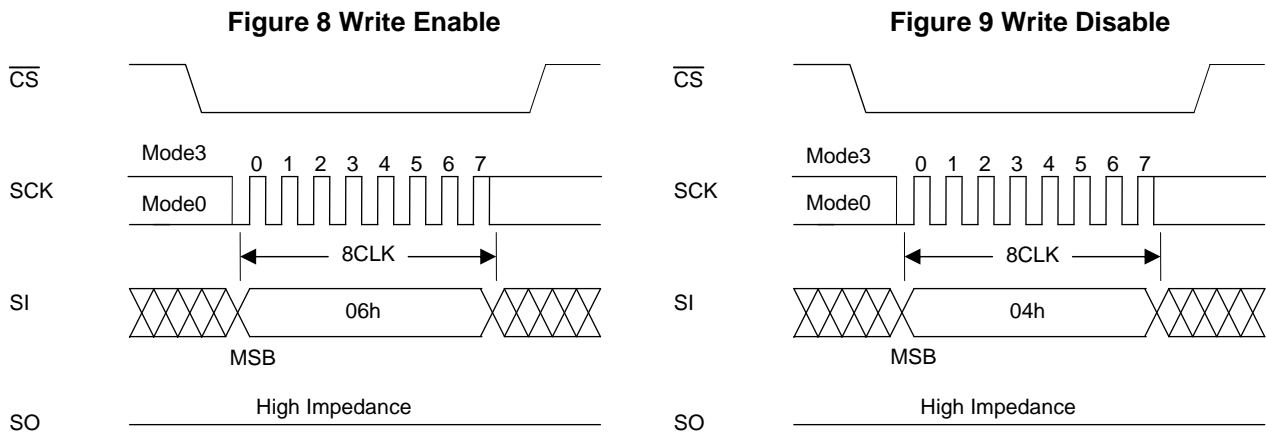 Figure 8 Write Enable
CS
Mode3
0 1 2 3 4 5 6 7
SCK
Mode0
8CLK
SI
06h
MSB
High Impedance
SO
Figure 9 Write Disable
CS
Mode3
0 1 2 3 4 5 6 7
SCK
Mode0
8CLK
SI
04h
MSB
High Impedance
SO